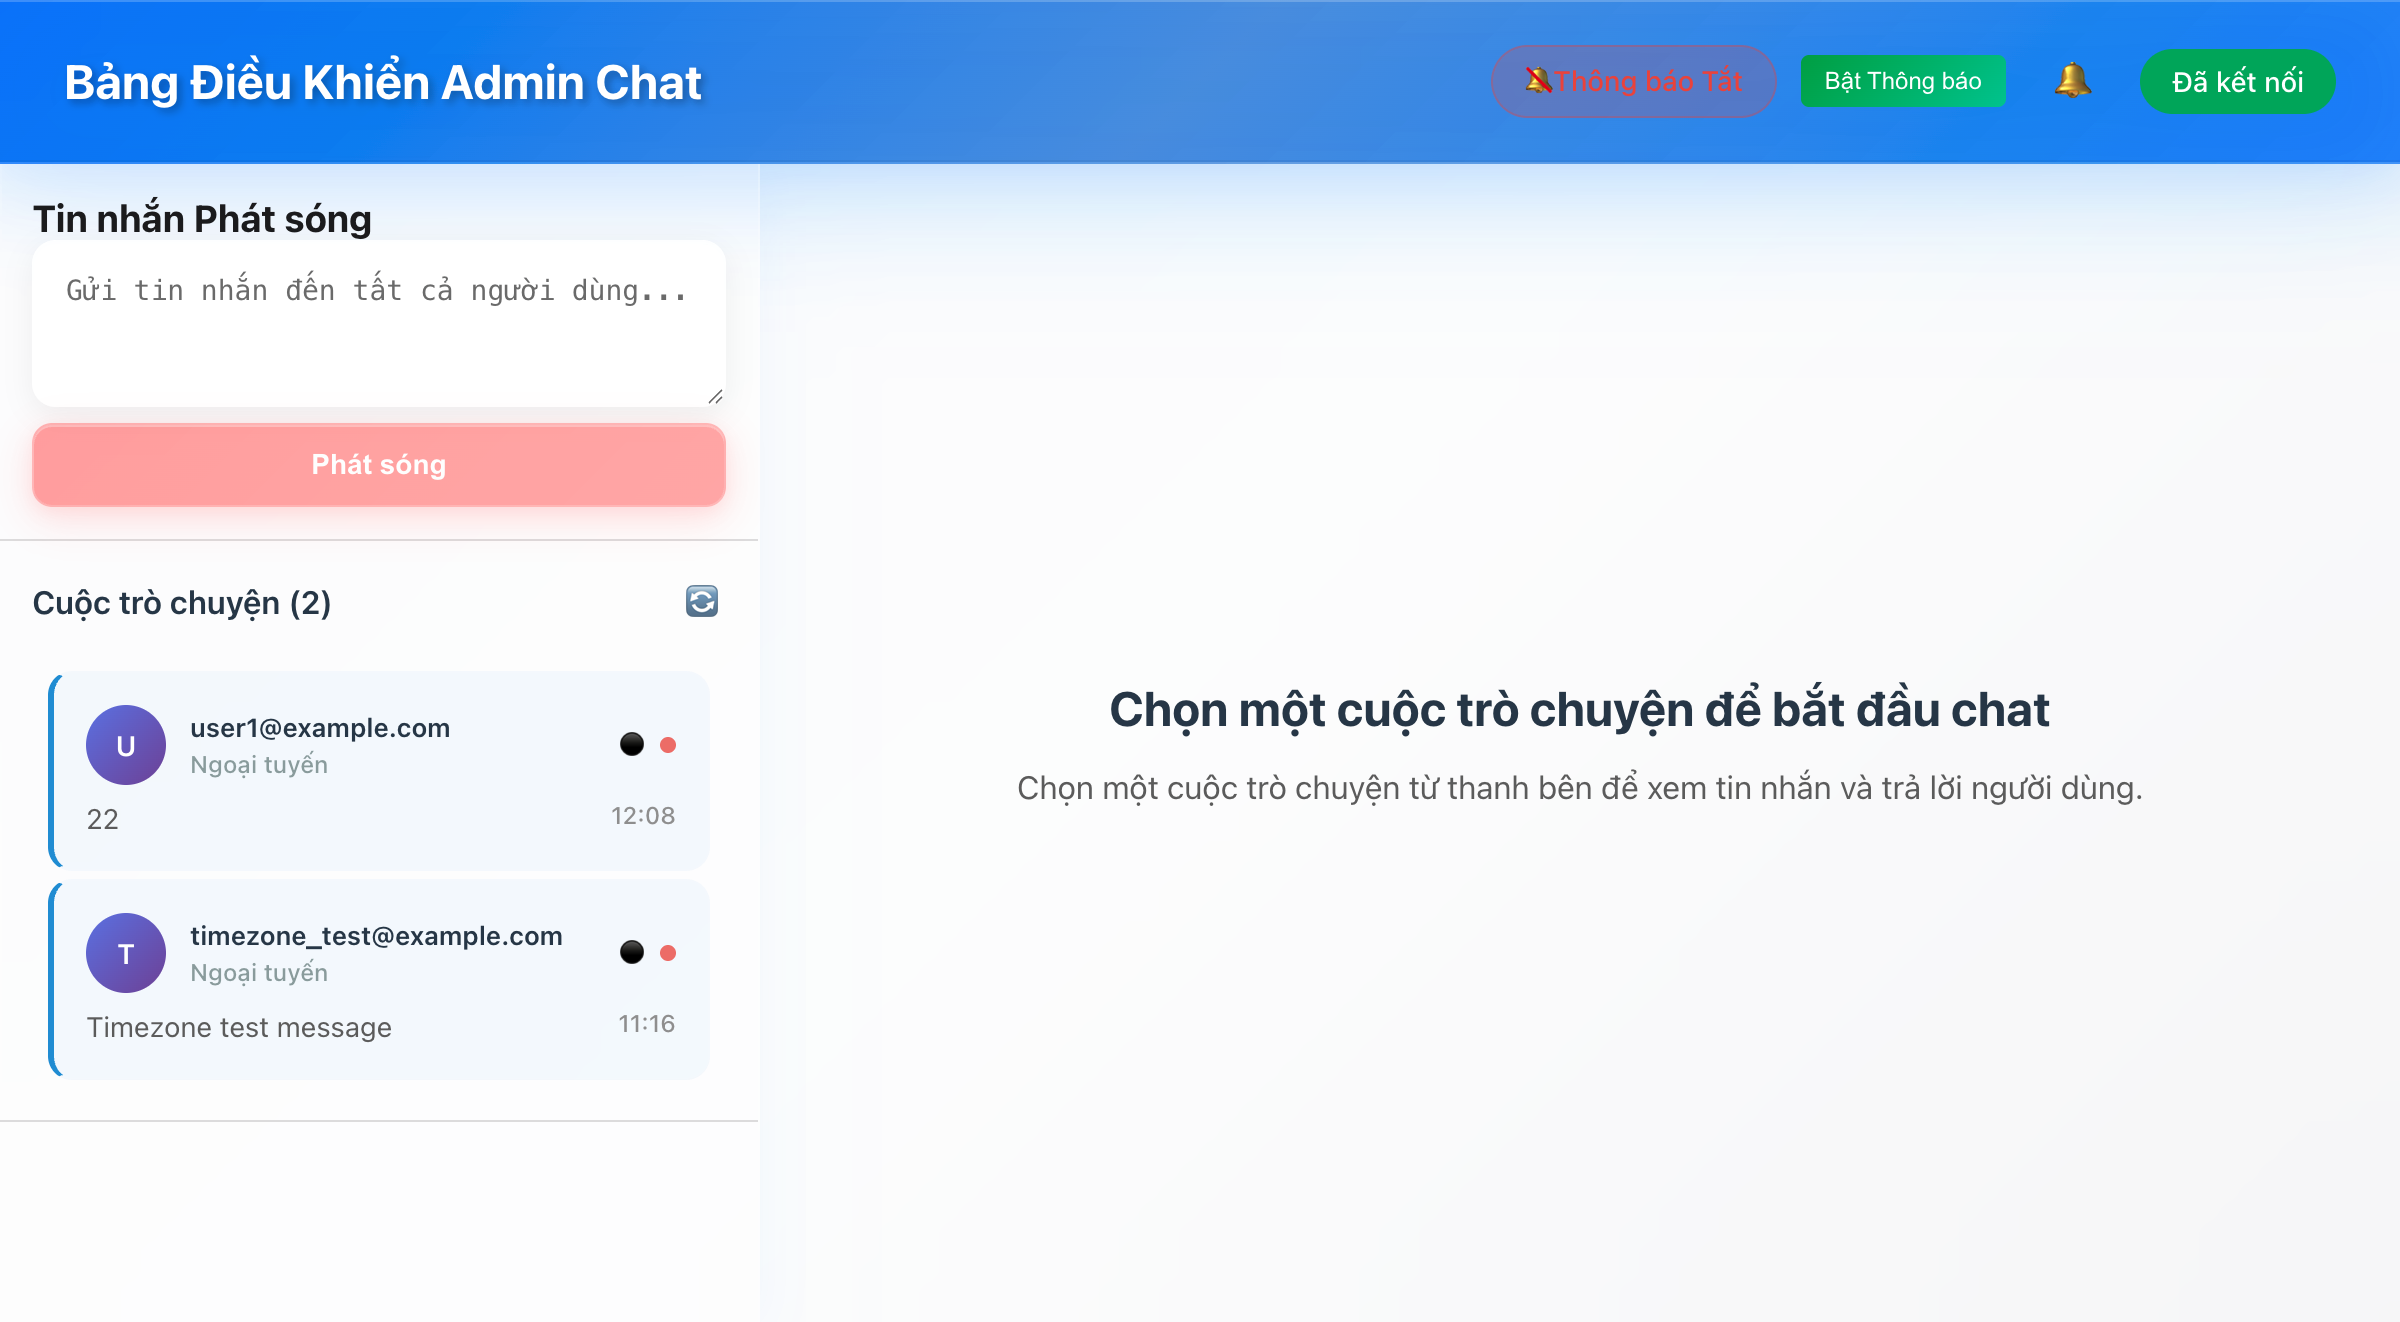 Bảng Điều Khiển Admin Chat
Thông báo Tắt
Bật Thông báo
Đã kết nối
Tin nhắn Phát sóng
Gửi tin nhắn đến tất cả người dùng...
Phát sóng
Cuộc trò chuyện (2)
U
user1@example.com
Ngoại tuyến
22
12:08
T
timezone_test@example.com
Ngoại tuyến
Timezone test message
11:16
Chọn một cuộc trò chuyện để bắt đầu chat
Chọn một cuộc trò chuyện từ thanh bên để xem tin nhắn và trả lời người dùng.